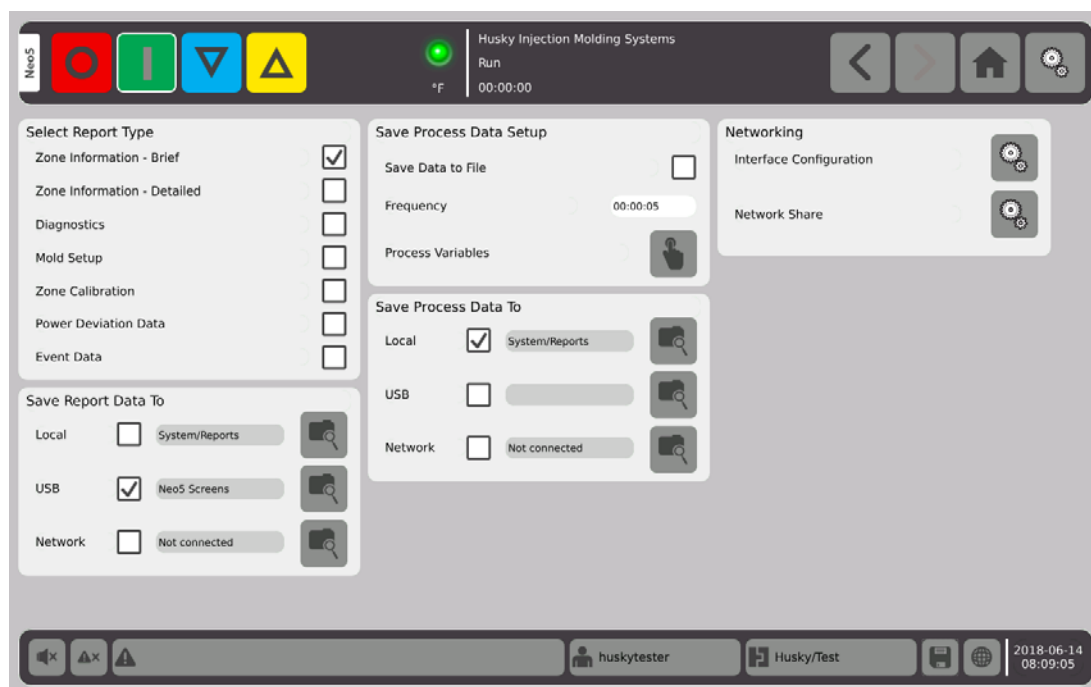 Neo5
°F
Husky Injection Molding Systems
Run
00:00:00
Select Report Type
Zone Information - Brief
Zone Information - Detailed
Diagnostics
Mold Setup
Zone Calibration
Power Deviation Data
Event Data
Save Report Data To
Local
System/Reports
USB
Neo5 Screens
Network
Not connected
Save Process Data Setup
Save Data to File
Frequency
00:00:05
Process Variables
Save Process Data To
Local
System/Reports
USB
Network
Not connected
Networking
Interface Configuration
Network Share
huskytester
Husky/Test
2018-06-14
08:09:05